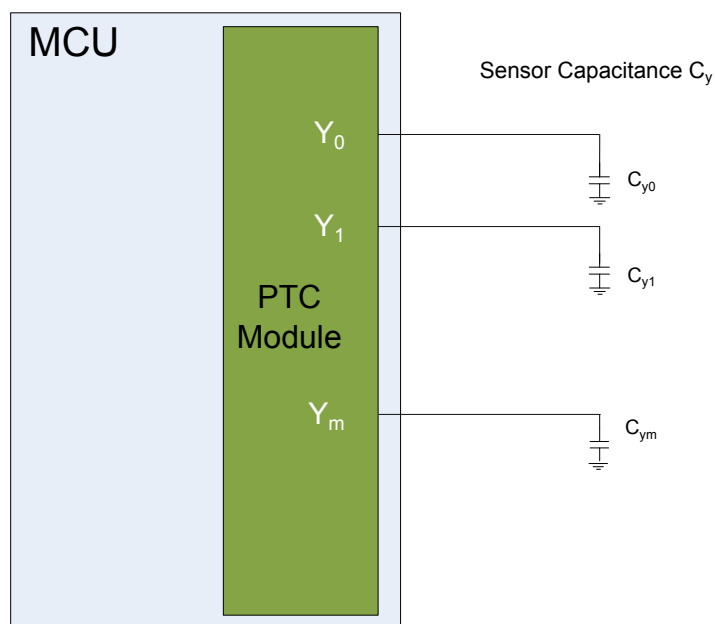 MCU
Sensor Capacitance Cy
Y0
Cy0
Y1
Cy1
PTC
Module
Ym
Cym